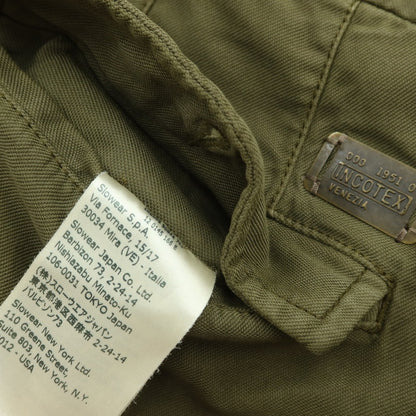 Slowear S.p.A.
Via Fornace, 15/17
30034 Mira (VE) - Italia
Slowear Japan Co. Ltd.
Barbizon 73, 2-24-14
Nishiazabu Minato-Ku
106-0031 TOKYO Japan
(株)スローウエアジャパン
東京都港区西麻布 2-24-14
バルビゾン73
Slowear New York Ltd.
110 Greene Street,
Suite 803, New York, N.Y.
012 - USA
1951
INCOTEX
VENEZIA